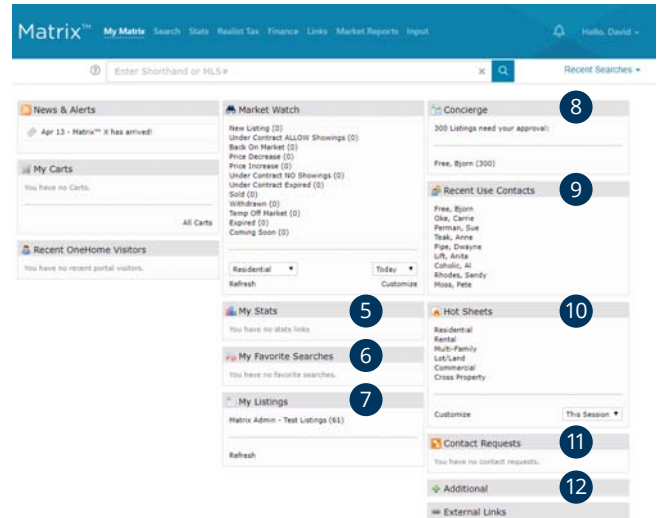 Matrix™ My Matrix Search Stats Realist Tax Finance Links Market Reports Input Hello, David
Enter Shorthand or MLS# × Recent Searches
News & Alerts
Apr 13 - Matrix™ X has arrived!
My Carts
You have no Carts.
All Carts
Recent OneHome Visitors
You have no recent portal visitors.
Market Watch
New Listing (0)
Under Contract ALLOW Showings (0)
Back On Market (0)
Price Decrease (0)
Price Increase (0)
Under Contract NO Showings (0)
Under Contract Expired (0)
Sold (0)
Withdrawn (0)
Temp Off Market (0)
Expired (0)
Coming Soon (0)
Residential Today
Refresh Customize
My Stats 5
You have no stats links
My Favorite Searches 6
You have no favorite searches.
My Listings 7
Matrix Admin - Test Listings (61)
Refresh
Concierge 8
300 Listings need your approval:
Free, Bjorn (300)
Recent Use Contacts 9
Free, Bjorn
Oke, Carrie
Perman, Sue
Teak, Anne
Pipe, Dwayne
Lift, Anita
Coholic, Al
Rhodes, Sandy
Moss, Pete
Hot Sheets 10
Residential
Rental
Multi-Family
Lot/Land
Commercial
Cross Property
Customize This Session
Contact Requests 11
You have no contact requests.
Additional 12
External Links